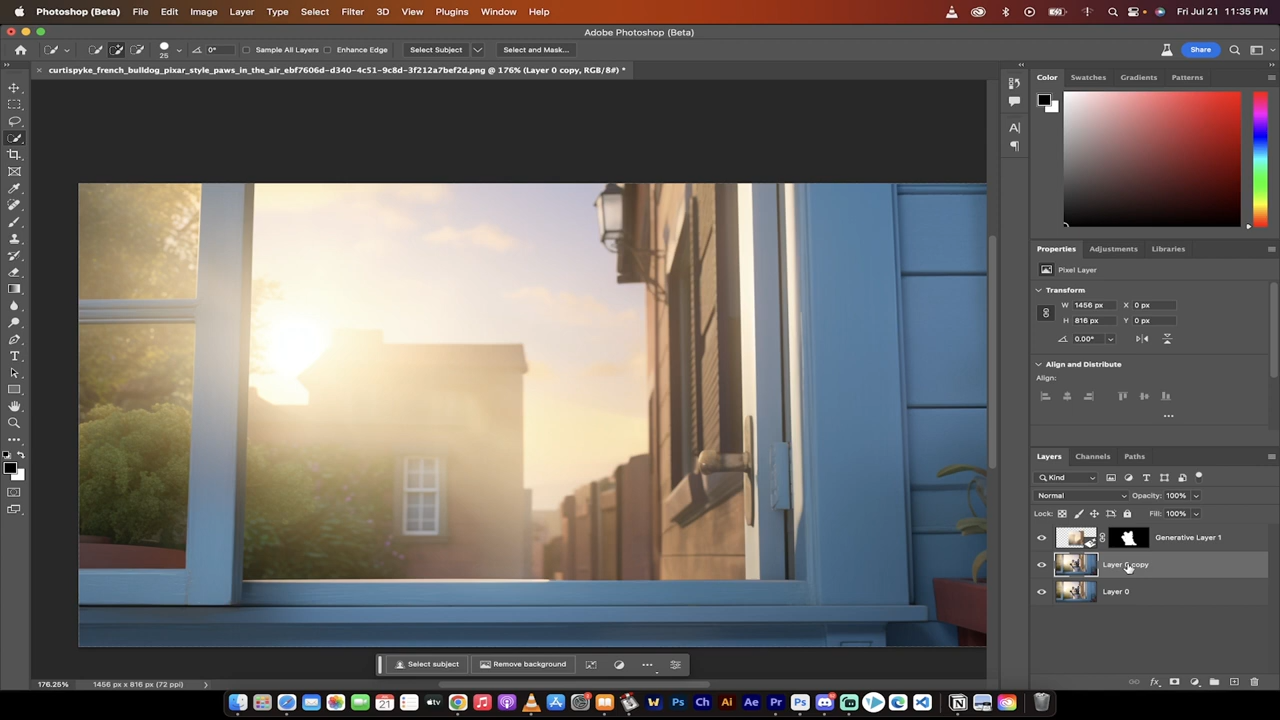 Photoshop (Beta) File Edit Image Layer Type Select Filter 3D View Plugins Window Help Fri Jul 21 11:35 PM
Adobe Photoshop (Beta)
25 0° Sample All Layers Enhance Edge Select Subject Select and Mask... Share
curtispyke_french_bulldog_pixar_style_paws_in_the_air_ebf7606d-d340-4c51-9c8d-3f212a7bef2d.png @ 176% (Layer 0 copy, RGB/8#) *
Color Swatches Gradients Patterns
Properties Adjustments Libraries
Pixel Layer
Transform
W 1456 px X 0 px
H 816 px Y 0 px
0.00°
Align and Distribute
Align:
Layers Channels Paths
Kind
Normal Opacity: 100%
Lock: Fill: 100%
Generative Layer 1
Layer 0 copy
Layer 0
Select subject Remove background
176.25% 1456 px x 816 px (72 ppi)